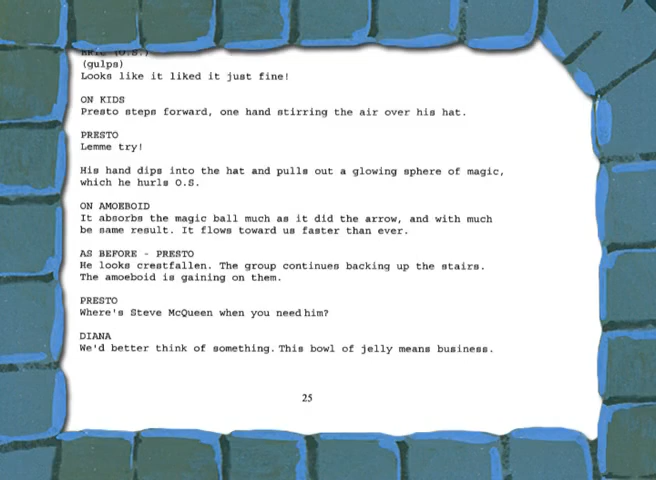 ERIC (O.S.)
(gulps)
Looks like it liked it just fine!
ON KIDS
Presto steps forward, one hand stirring the air over his hat.
PRESTO
Lemme try!
His hand dips into the hat and pulls out a glowing sphere of magic,
which he hurls O.S.
ON AMOEBOID
It absorbs the magic ball much as it did the arrow, and with much
be same result. It flows toward us faster than ever.
AS BEFORE - PRESTO
He looks crestfallen. The group continues backing up the stairs.
The amoeboid is gaining on them.
PRESTO
Where's Steve McQueen when you need him?
DIANA
We'd better think of something. This bowl of jelly means business.
25